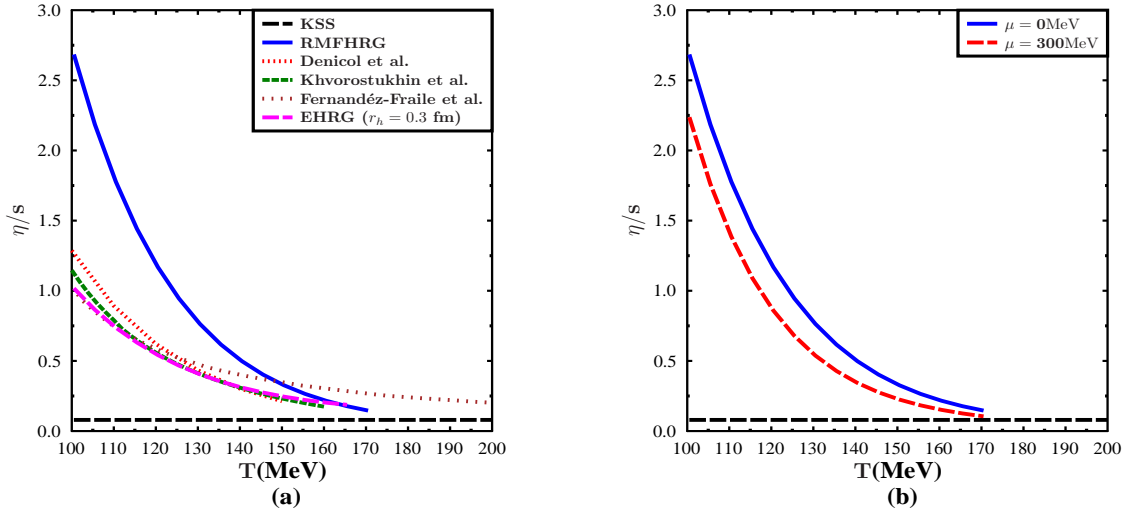 3.0
2.5
2.0
1.5
1.0
0.5
0.0
η/s
KSS
RMFHRG
Denicol et al.
Khvorostukhin et al.
Fernandéz-Fraile et al.
EHRG (r_h = 0.3 fm)
100 110 120 130 140 150 160 170 180 190 200
T(MeV)
(a)
3.0
2.5
2.0
1.5
1.0
0.5
0.0
η/s
μ = 0MeV
μ = 300MeV
100 110 120 130 140 150 160 170 180 190 200
T(MeV)
(b)